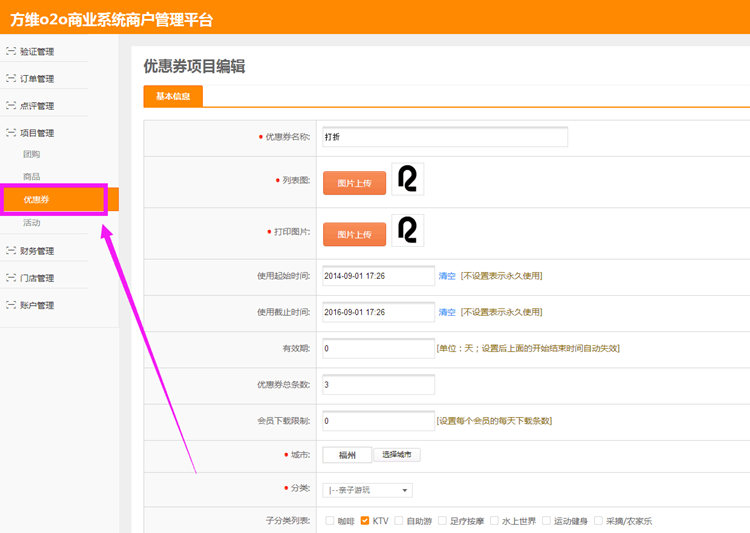 方维o2o商业系统商户管理平台
验证管理
订单管理
点评管理
项目管理
团购
商品
优惠券
活动
财务管理
门店管理
账户管理
优惠券项目编辑
基本信息
• 优惠券名称: 打折
• 列表图: 图片上传
• 打印图片: 图片上传
使用起始时间: 2014-09-01 17:26 清空 [不设置表示永久使用]
使用截止时间: 2016-09-01 17:26 清空 [不设置表示永久使用]
有效期: 0 [单位：天；设置后上面的开始结束时间自动失效]
优惠券总条数: 3
会员下载限制: 0 [设置每个会员的每天下载条数]
• 城市: 福州 选择城市
• 分类: |--亲子游玩
子分类列表: 咖啡 KTV 自助游 足疗按摩 水上世界 运动健身 采摘/农家乐